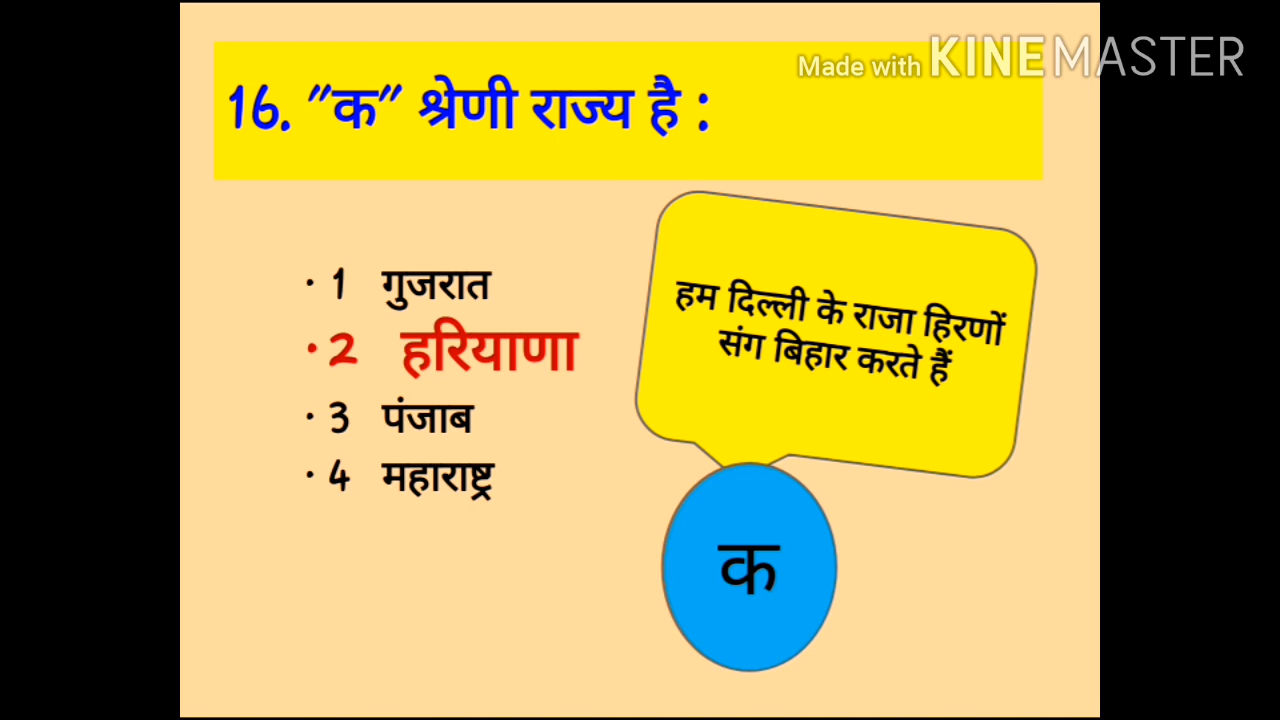 Made with KINEMASTER
16. "क" श्रेणी राज्य है :
• 1 गुजरात
• 2 हरियाणा
• 3 पंजाब
• 4 महाराष्ट्र
हम दिल्ली के राजा हिरणों
संग बिहार करते हैं
क